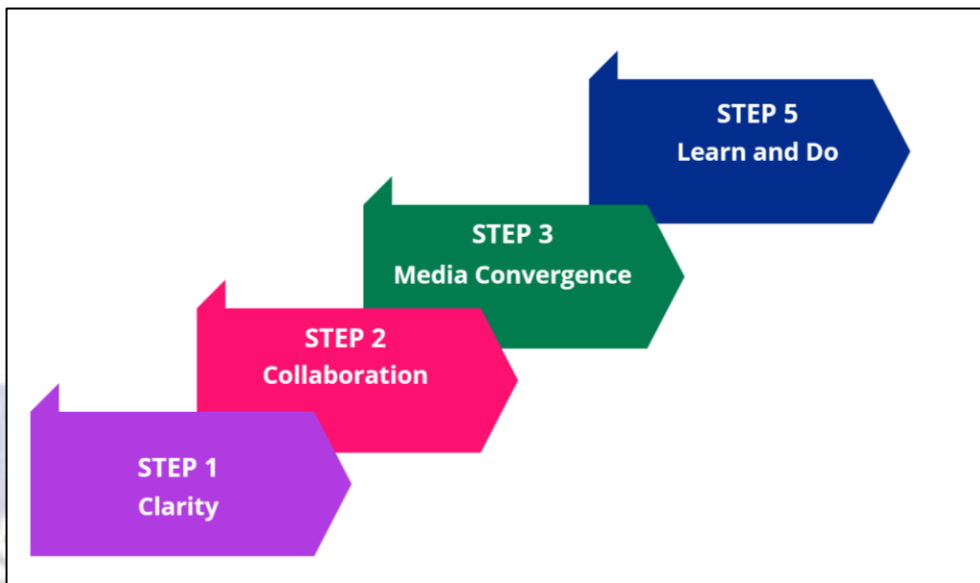 STEP 5
Learn and Do
STEP 3
Media Convergence
STEP 2
Collaboration
STEP 1
Clarity